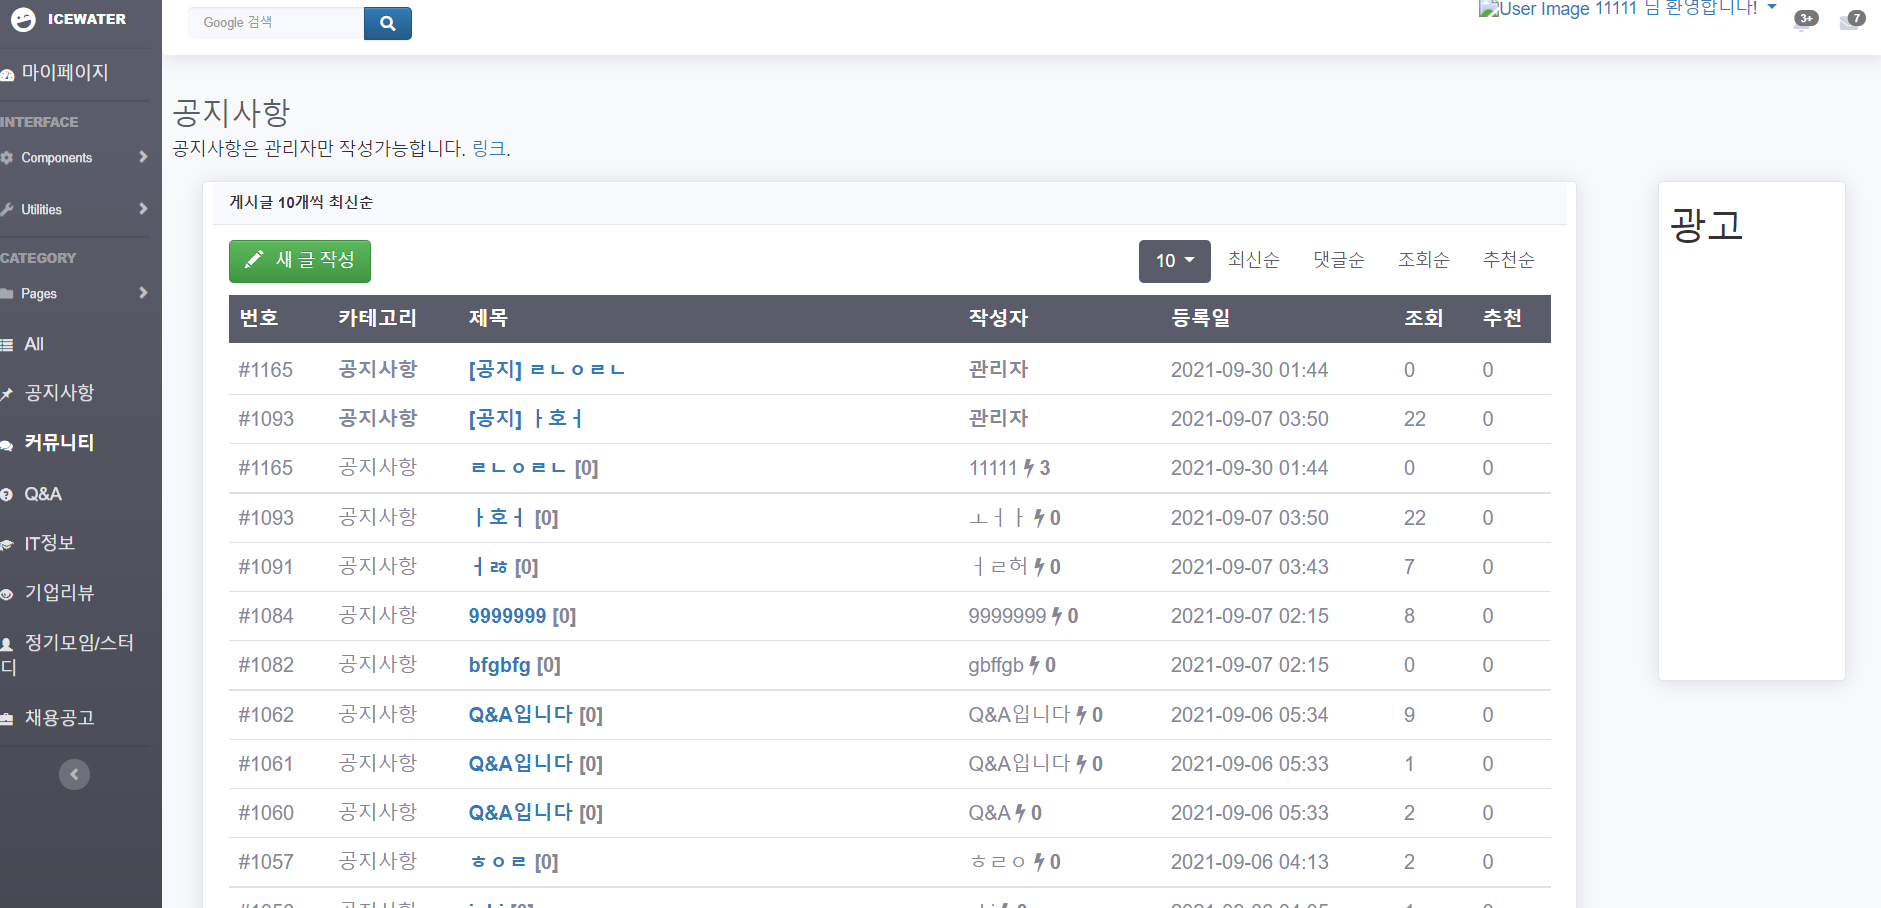 ICEWATER
Google 검색
User Image 11111 님 환영합니다!
3+
7
마이페이지
INTERFACE
Components
Utilities
CATEGORY
Pages
All
공지사항
커뮤니티
Q&A
IT정보
기업리뷰
정기모임/스터
디
채용공고
공지사항
공지사항은 관리자만 작성가능합니다. 링크.
게시글 10개씩 최신순
새 글 작성
10 최신순 댓글순 조회순 추천순
번호 카테고리 제목 작성자 등록일 조회 추천
#1165 공지사항 [공지] ㄹㄴㅇㄹㄴ 관리자 2021-09-30 01:44 0 0
#1093 공지사항 [공지] ㅏ호ㅓ 관리자 2021-09-07 03:50 22 0
#1165 공지사항 ㄹㄴㅇㄹㄴ [0] 11111 3 2021-09-30 01:44 0 0
#1093 공지사항 ㅏ호ㅓ [0] ㅗㅓㅏ 0 2021-09-07 03:50 22 0
#1091 공지사항 ㅓㅀ [0] ㅓㄹ허 0 2021-09-07 03:43 7 0
#1084 공지사항 9999999 [0] 9999999 0 2021-09-07 02:15 8 0
#1082 공지사항 bfgbfg [0] gbffgb 0 2021-09-07 02:15 0 0
#1062 공지사항 Q&A입니다 [0] Q&A입니다 0 2021-09-06 05:34 9 0
#1061 공지사항 Q&A입니다 [0] Q&A입니다 0 2021-09-06 05:33 1 0
#1060 공지사항 Q&A입니다 [0] Q&A 0 2021-09-06 05:33 2 0
#1057 공지사항 ㅎㅇㄹ [0] ㅎㄹㅇ 0 2021-09-06 04:13 2 0
광고